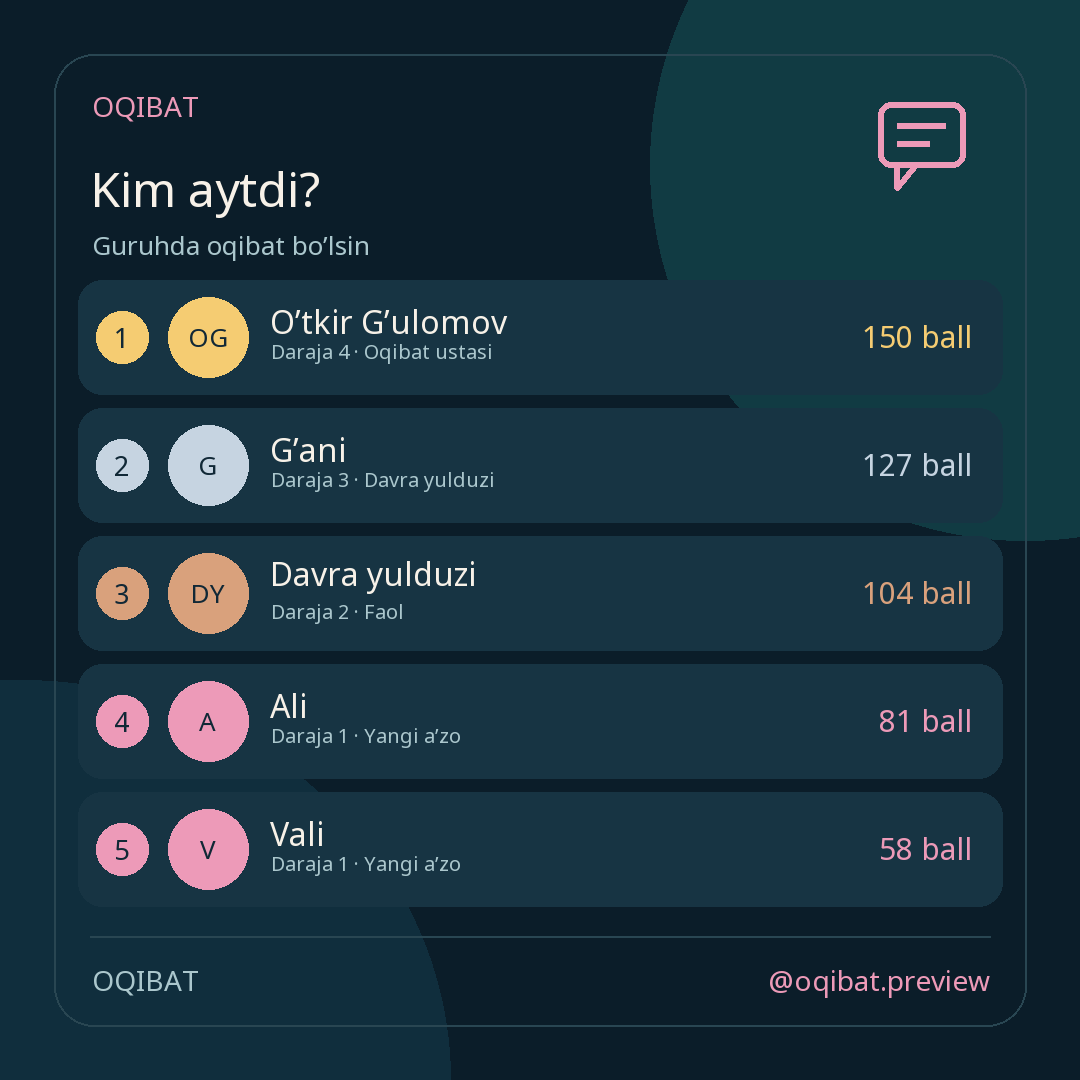 OQIBAT
Kim aytdi?
Guruhda oqibat bo’lsin
1 OG O’tkir G’ulomov 150 ball
Daraja 4 · Oqibat ustasi
2 G G’ani 127 ball
Daraja 3 · Davra yulduzi
3 DY Davra yulduzi 104 ball
Daraja 2 · Faol
4 A Ali 81 ball
Daraja 1 · Yangi a’zo
5 V Vali 58 ball
Daraja 1 · Yangi a’zo
OQIBAT @oqibat.preview